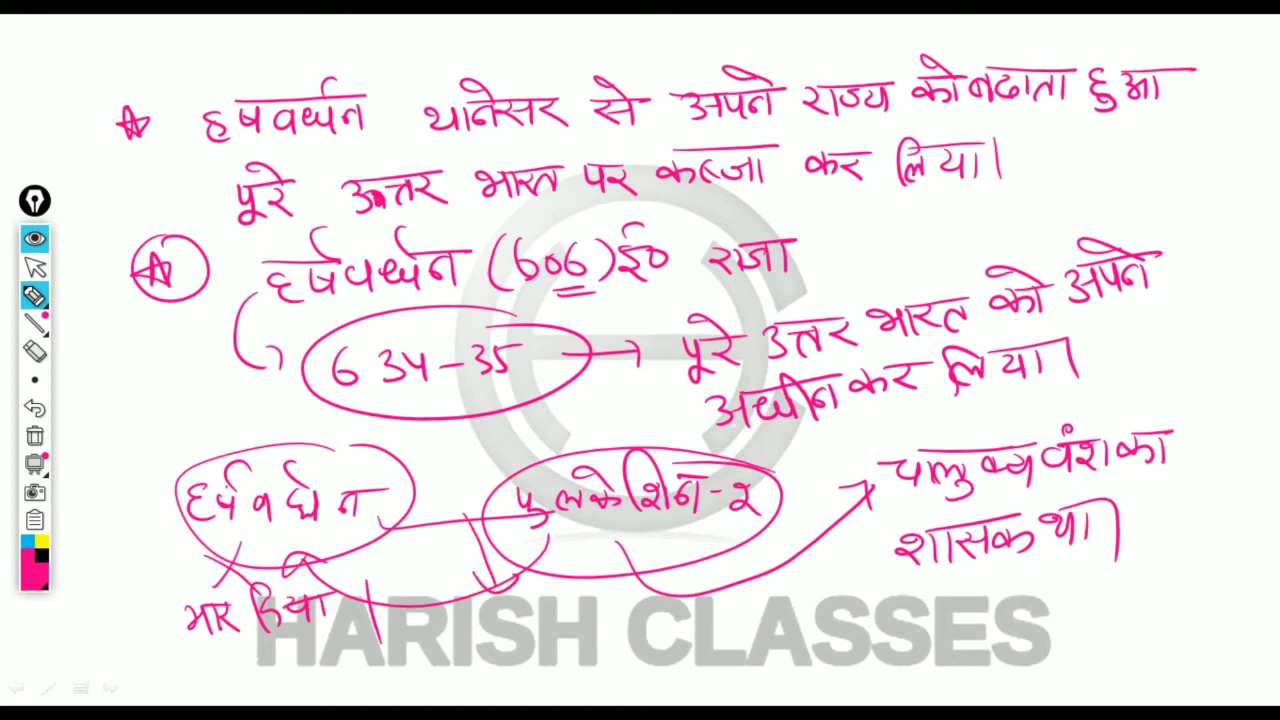 हर्षवर्धन थानेसर से अपने राज्य को बढाता हुआ
पूरे उत्तर भारत पर कब्जा कर लिया।
हर्षवर्धन (606) ई० राजा
634-35 → पूरे उत्तर भारत को अपने
अधीन कर लिया।
हर्षवर्धन पुलकेशिन-2 चालुक्य वंश का
शासक था।
मार दिया
HARISH CLASSES